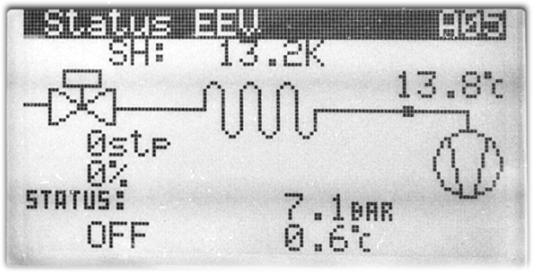 Status EEV A05
SH: 13.2K
13.8℃
0stp
0%
STATUS:
OFF
7.1BAR
0.6℃